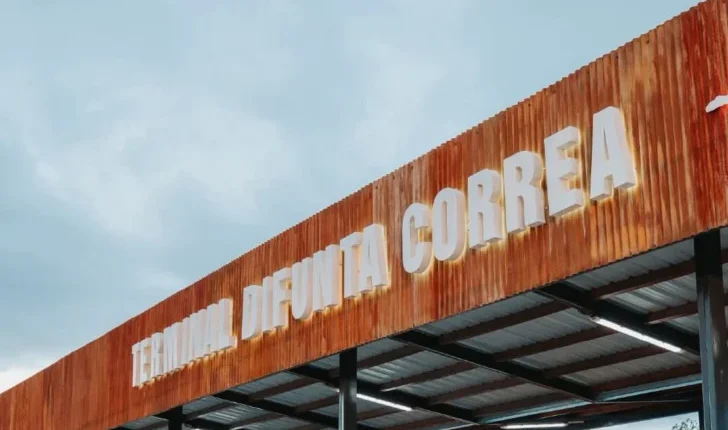 TERMINAL DIFUNTA CORREA